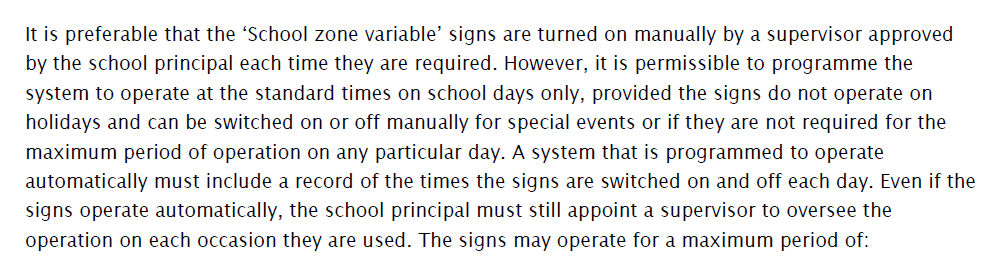 It is preferable that the ‘School zone variable’ signs are turned on manually by a supervisor approved
by the school principal each time they are required. However, it is permissible to programme the
system to operate at the standard times on school days only, provided the signs do not operate on
holidays and can be switched on or off manually for special events or if they are not required for the
maximum period of operation on any particular day. A system that is programmed to operate
automatically must include a record of the times the signs are switched on and off each day. Even if the
signs operate automatically, the school principal must still appoint a supervisor to oversee the
operation on each occasion they are used. The signs may operate for a maximum period of: